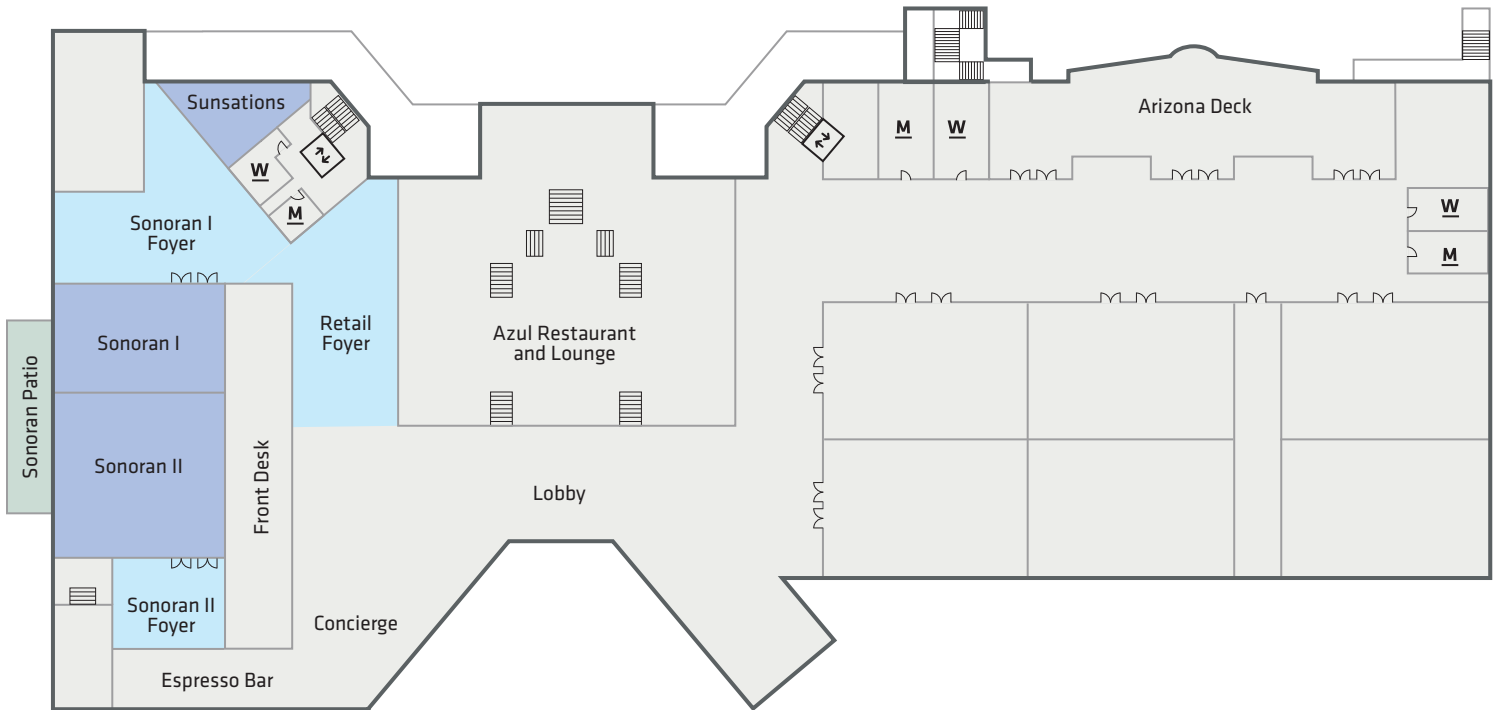 Sunsations
Arizona Deck
M
W
W
M
Sonoran I
Foyer
W
M
Sonoran I
Retail
Foyer
Azul Restaurant
and Lounge
Sonoran Patio
Sonoran II
Front Desk
Lobby
Sonoran II
Foyer
Concierge
Espresso Bar